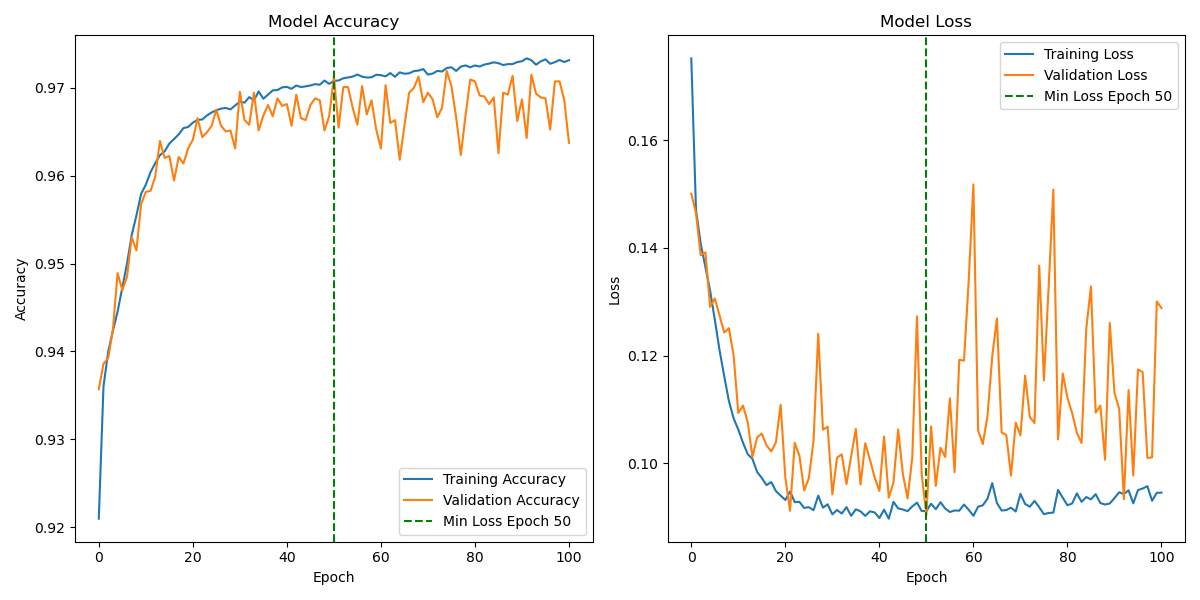 Model Accuracy
Accuracy
0.97
0.96
0.95
0.94
0.93
0.92
0
20
40
60
80
100
Epoch
Training Accuracy
Validation Accuracy
Min Loss Epoch 50
Model Loss
Loss
0.16
0.14
0.12
0.10
0
20
40
60
80
100
Epoch
Training Loss
Validation Loss
Min Loss Epoch 50